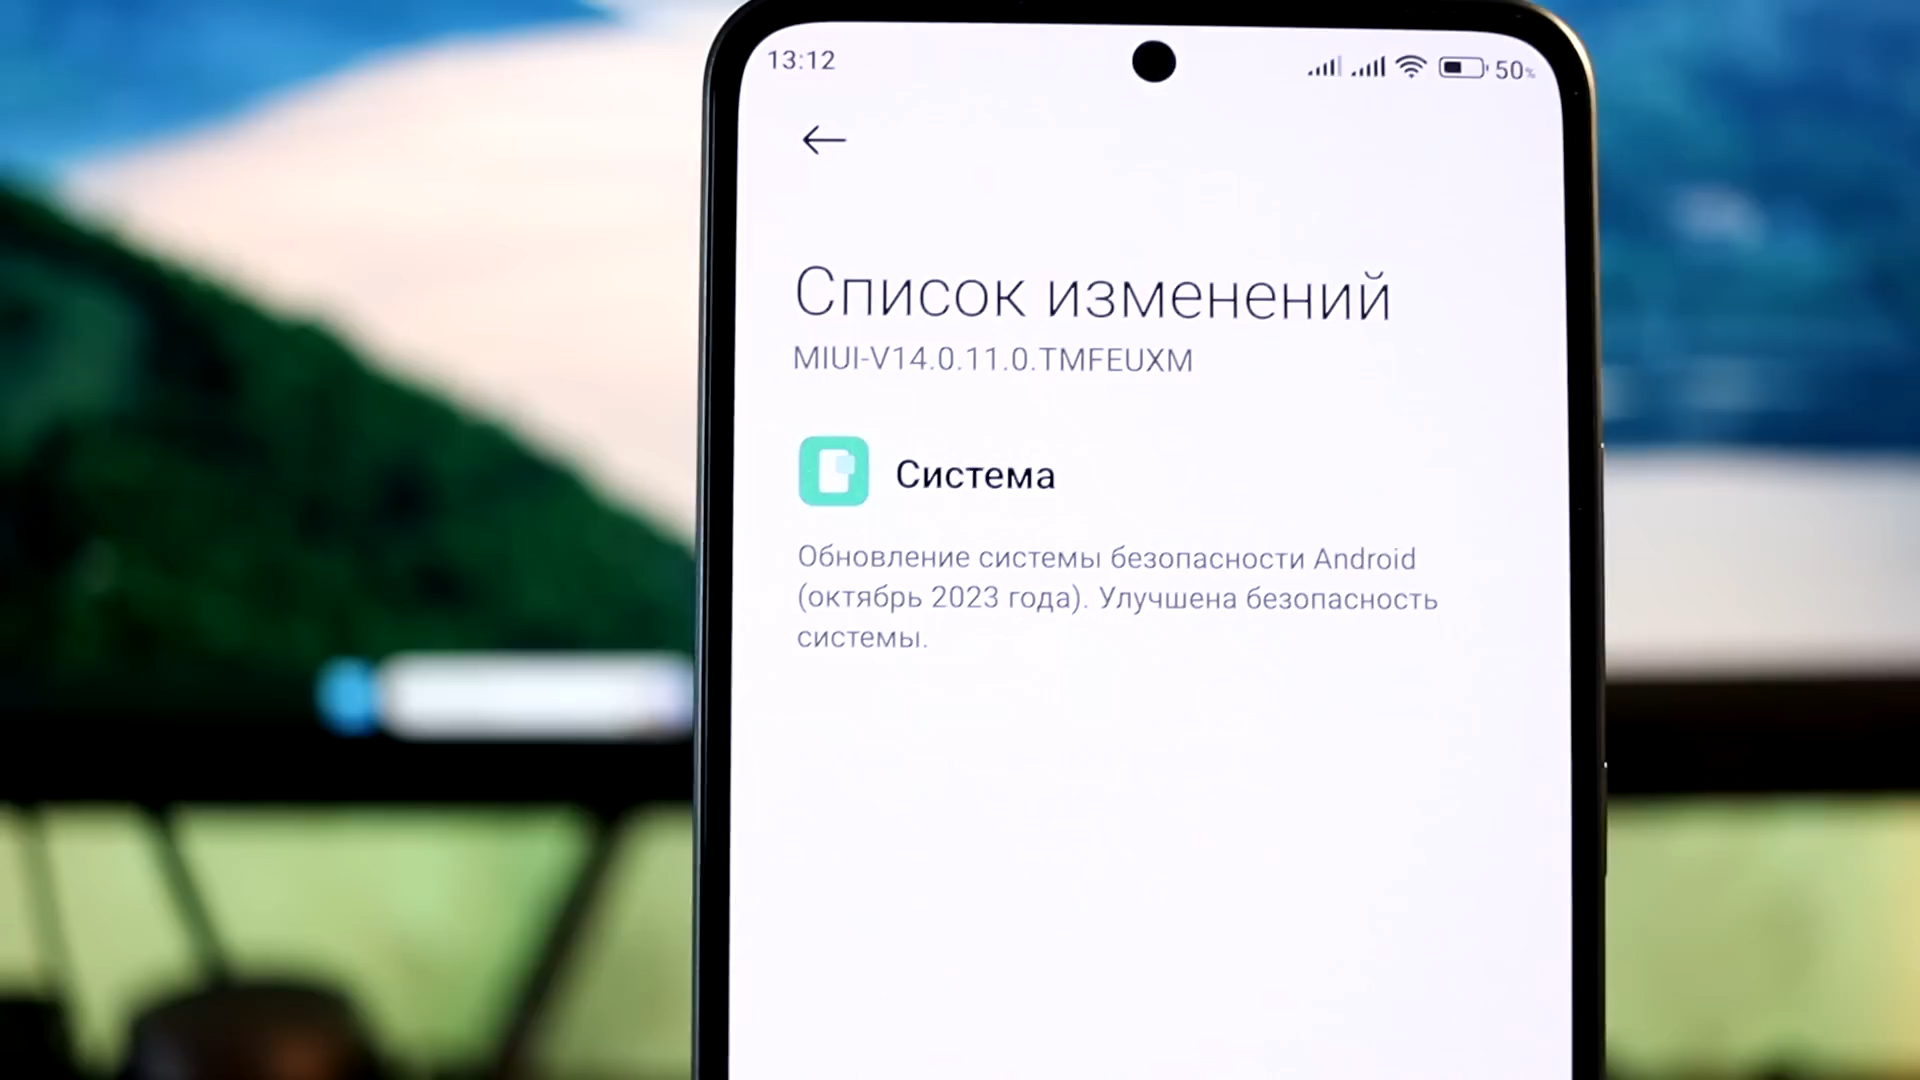 13:12
50%
Список изменений
MIUI-V14.0.11.0.TMFEUXM
Система
Обновление системы безопасности Android
(октябрь 2023 года). Улучшена безопасность
системы.